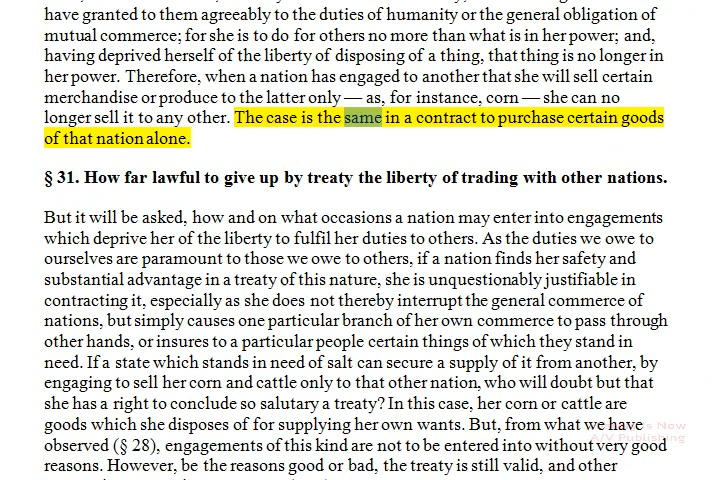 have granted to them agreeably to the duties of humanity or the general obligation of
mutual commerce; for she is to do for others no more than what is in her power; and,
having deprived herself of the liberty of disposing of a thing, that thing is no longer in
her power. Therefore, when a nation has engaged to another that she will sell certain
merchandise or produce to the latter only — as, for instance, corn — she can no
longer sell it to any other. The case is the same in a contract to purchase certain goods
of that nation alone.
§ 31. How far lawful to give up by treaty the liberty of trading with other nations.
But it will be asked, how and on what occasions a nation may enter into engagements
which deprive her of the liberty to fulfil her duties to others. As the duties we owe to
ourselves are paramount to those we owe to others, if a nation finds her safety and
substantial advantage in a treaty of this nature, she is unquestionably justifiable in
contracting it, especially as she does not thereby interrupt the general commerce of
nations, but simply causes one particular branch of her own commerce to pass through
other hands, or insures to a particular people certain things of which they stand in
need. If a state which stands in need of salt can secure a supply of it from another, by
engaging to sell her corn and cattle only to that other nation, who will doubt but that
she has a right to conclude so salutary a treaty? In this case, her corn or cattle are
goods which she disposes of for supplying her own wants. But, from what we have
observed (§ 28), engagements of this kind are not to be entered into without very good
reasons. However, be the reasons good or bad, the treaty is still valid, and other
Now
A/V Publishing